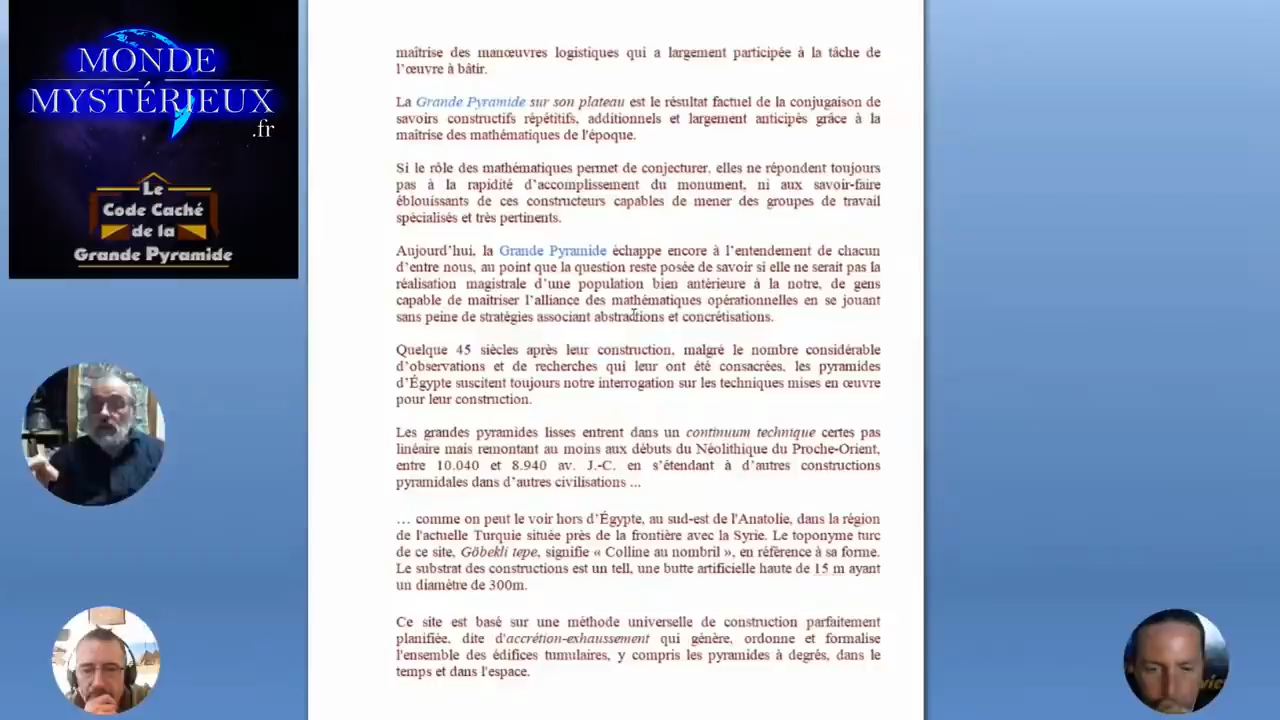 MONDE
MYSTÉRIEUX
.fr
Le
Code Caché
de la
Grande Pyramide
maîtrise des manœuvres logistiques qui a largement participée à la tâche de
l'œuvre à bâtir.
La Grande Pyramide sur son plateau est le résultat factuel de la conjugaison de
savoirs constructifs répétitifs, additionnels et largement anticipés grâce à la
maîtrise des mathématiques de l'époque.
Si le rôle des mathématiques permet de conjecturer, elles ne répondent toujours
pas à la rapidité d'accomplissement du monument, ni aux savoir-faire
éblouissants de ces constructeurs capables de mener des groupes de travail
spécialisés et très pertinents.
Aujourd'hui, la Grande Pyramide échappe encore à l'entendement de chacun
d'entre nous, au point que la question reste posée de savoir si elle ne serait pas la
réalisation magistrale d'une population bien antérieure à la notre, de gens
capable de maîtriser l'alliance des mathématiques opérationnelles en se jouant
sans peine de stratégies associant abstractions et concrétisations.
Quelque 45 siècles après leur construction, malgré le nombre considérable
d'observations et de recherches qui leur ont été consacrées, les pyramides
d'Égypte suscitent toujours notre interrogation sur les techniques mises en œuvre
pour leur construction.
Les grandes pyramides lisses entrent dans un continuum technique certes pas
linéaire mais remontant au moins aux débuts du Néolithique du Proche-Orient,
entre 10.040 et 8.940 av. J.-C. en s'étendant à d'autres constructions
pyramidales dans d'autres civilisations ...
… comme on peut le voir hors d'Égypte, au sud-est de l'Anatolie, dans la région
de l'actuelle Turquie située près de la frontière avec la Syrie. Le toponyme turc
de ce site, Göbekli tepe, signifie « Colline au nombril », en référence à sa forme.
Le substrat des constructions est un tell, une butte artificielle haute de 15 m ayant
un diamètre de 300m.
Ce site est basé sur une méthode universelle de construction parfaitement
planifiée, dite d'accrétion-exhaussement qui génère, ordonne et formalise
l'ensemble des édifices tumulaires, y compris les pyramides à degrés, dans le
temps et dans l'espace.